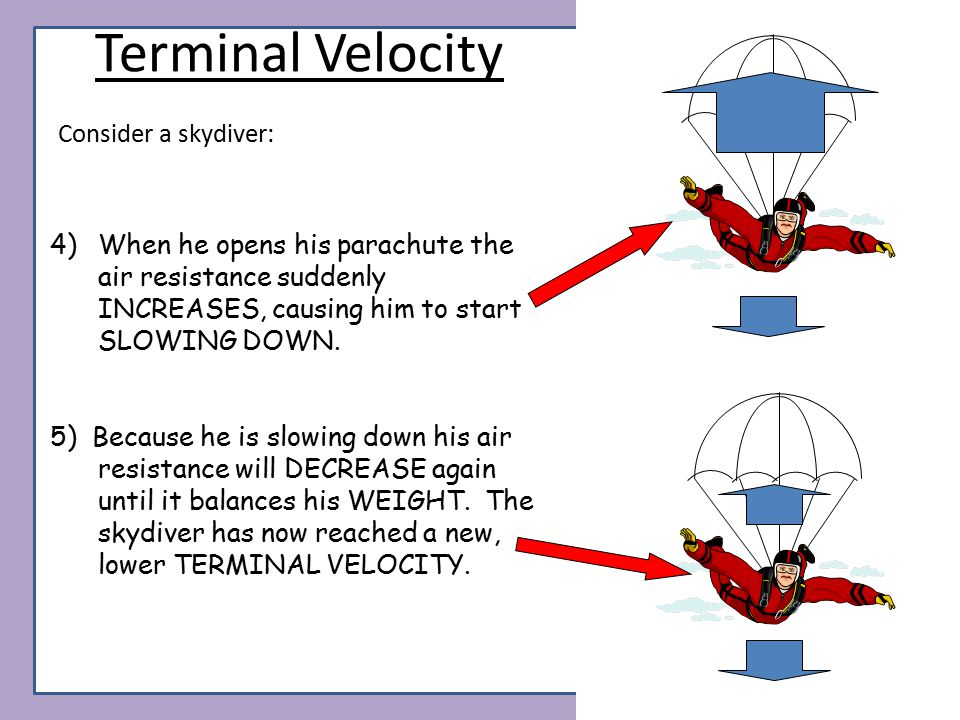 Terminal Velocity
Consider a skydiver:
4) When he opens his parachute the
air resistance suddenly
INCREASES, causing him to start
SLOWING DOWN.
5) Because he is slowing down his air
resistance will DECREASE again
until it balances his WEIGHT. The
skydiver has now reached a new,
lower TERMINAL VELOCITY.